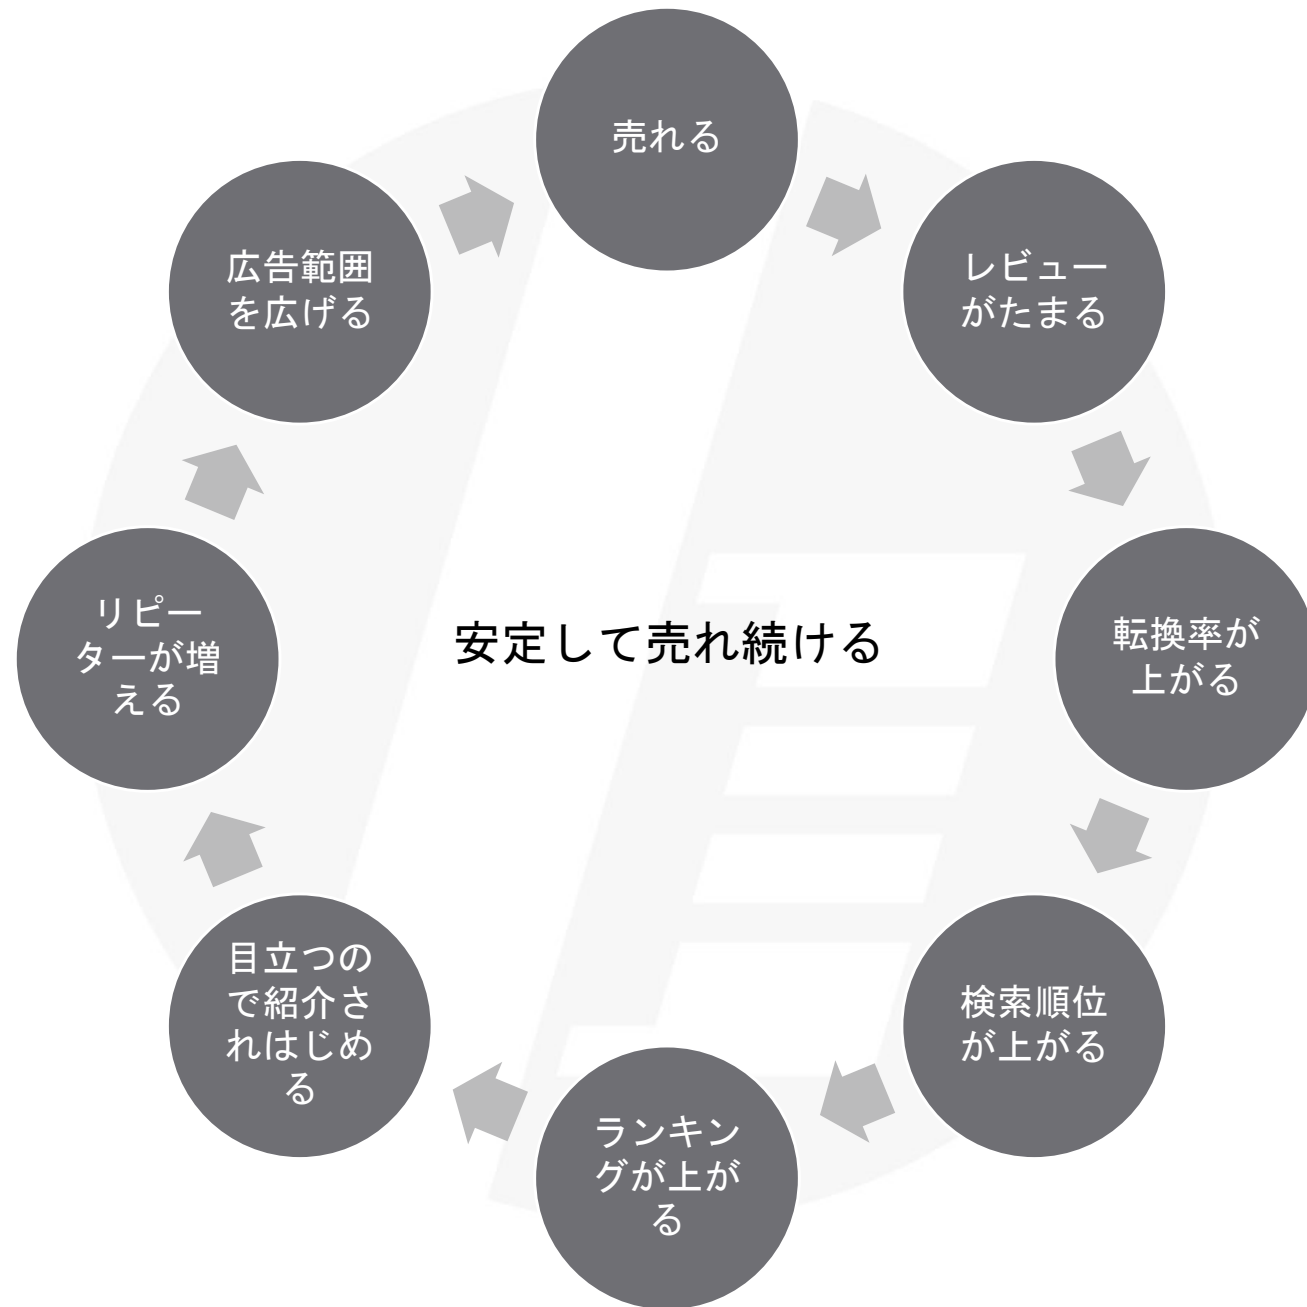 売れる
レビュー
がたまる
転換率が
上がる
検索順位
が上がる
ランキン
グが上が
る
目立つの
で紹介さ
れはじめ
る
リピー
ターが増
える
広告範囲
を広げる
安定して売れ続ける